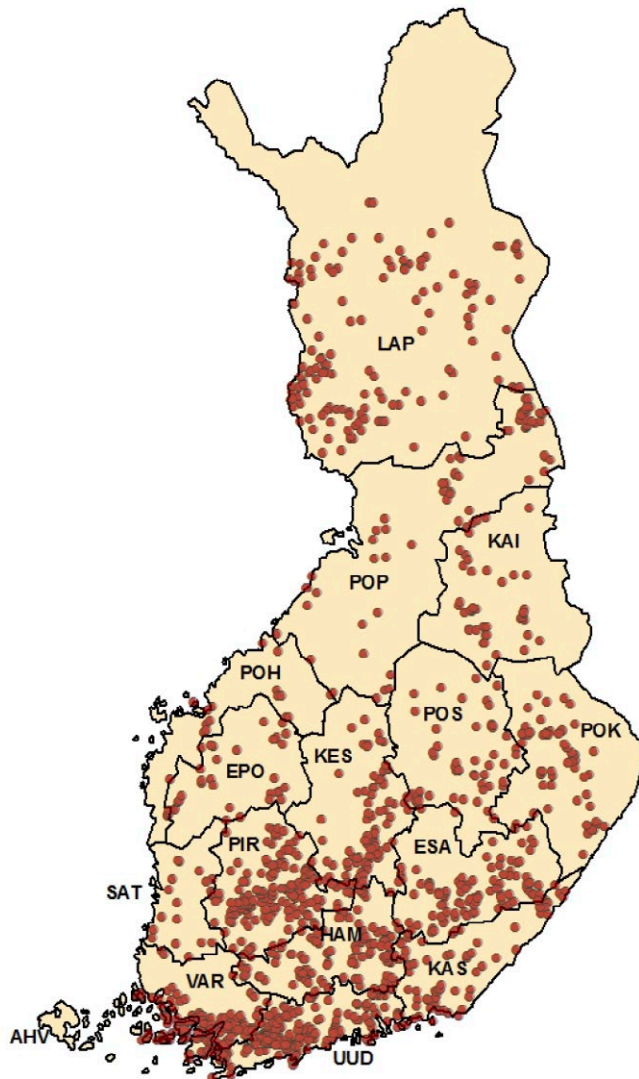 LAP
KAI
POP
POH
POS
POK
KES
EPO
PIR
ESA
SAT
HAM
KAS
VAR
AHV
UUD